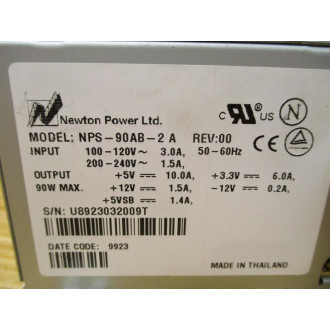 Newton Power Ltd.
c UL US
N
MODEL: NPS-90AB-2 A REV:00
INPUT 100-120V~ 3.0A, 50-60Hz
200-240V~ 1.5A,
OUTPUT +5V ⎓ 10.0A, +3.3V ⎓ 6.0A
90W MAX. +12V ⎓ 1.5A, -12V ⎓ 0.2A,
+5VSB ⎓ 1.4A,
S/N: U8923032009T
DATE CODE: 9923
MADE IN THAILAND